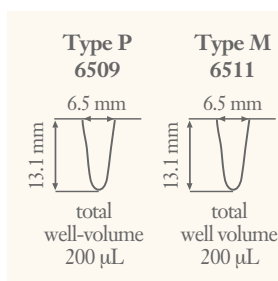 Type P
6509
6.5 mm
13.1 mm
total
well-volume
200 µL
Type M
6511
6.5 mm
13.1 mm
total
well volume
200 µL